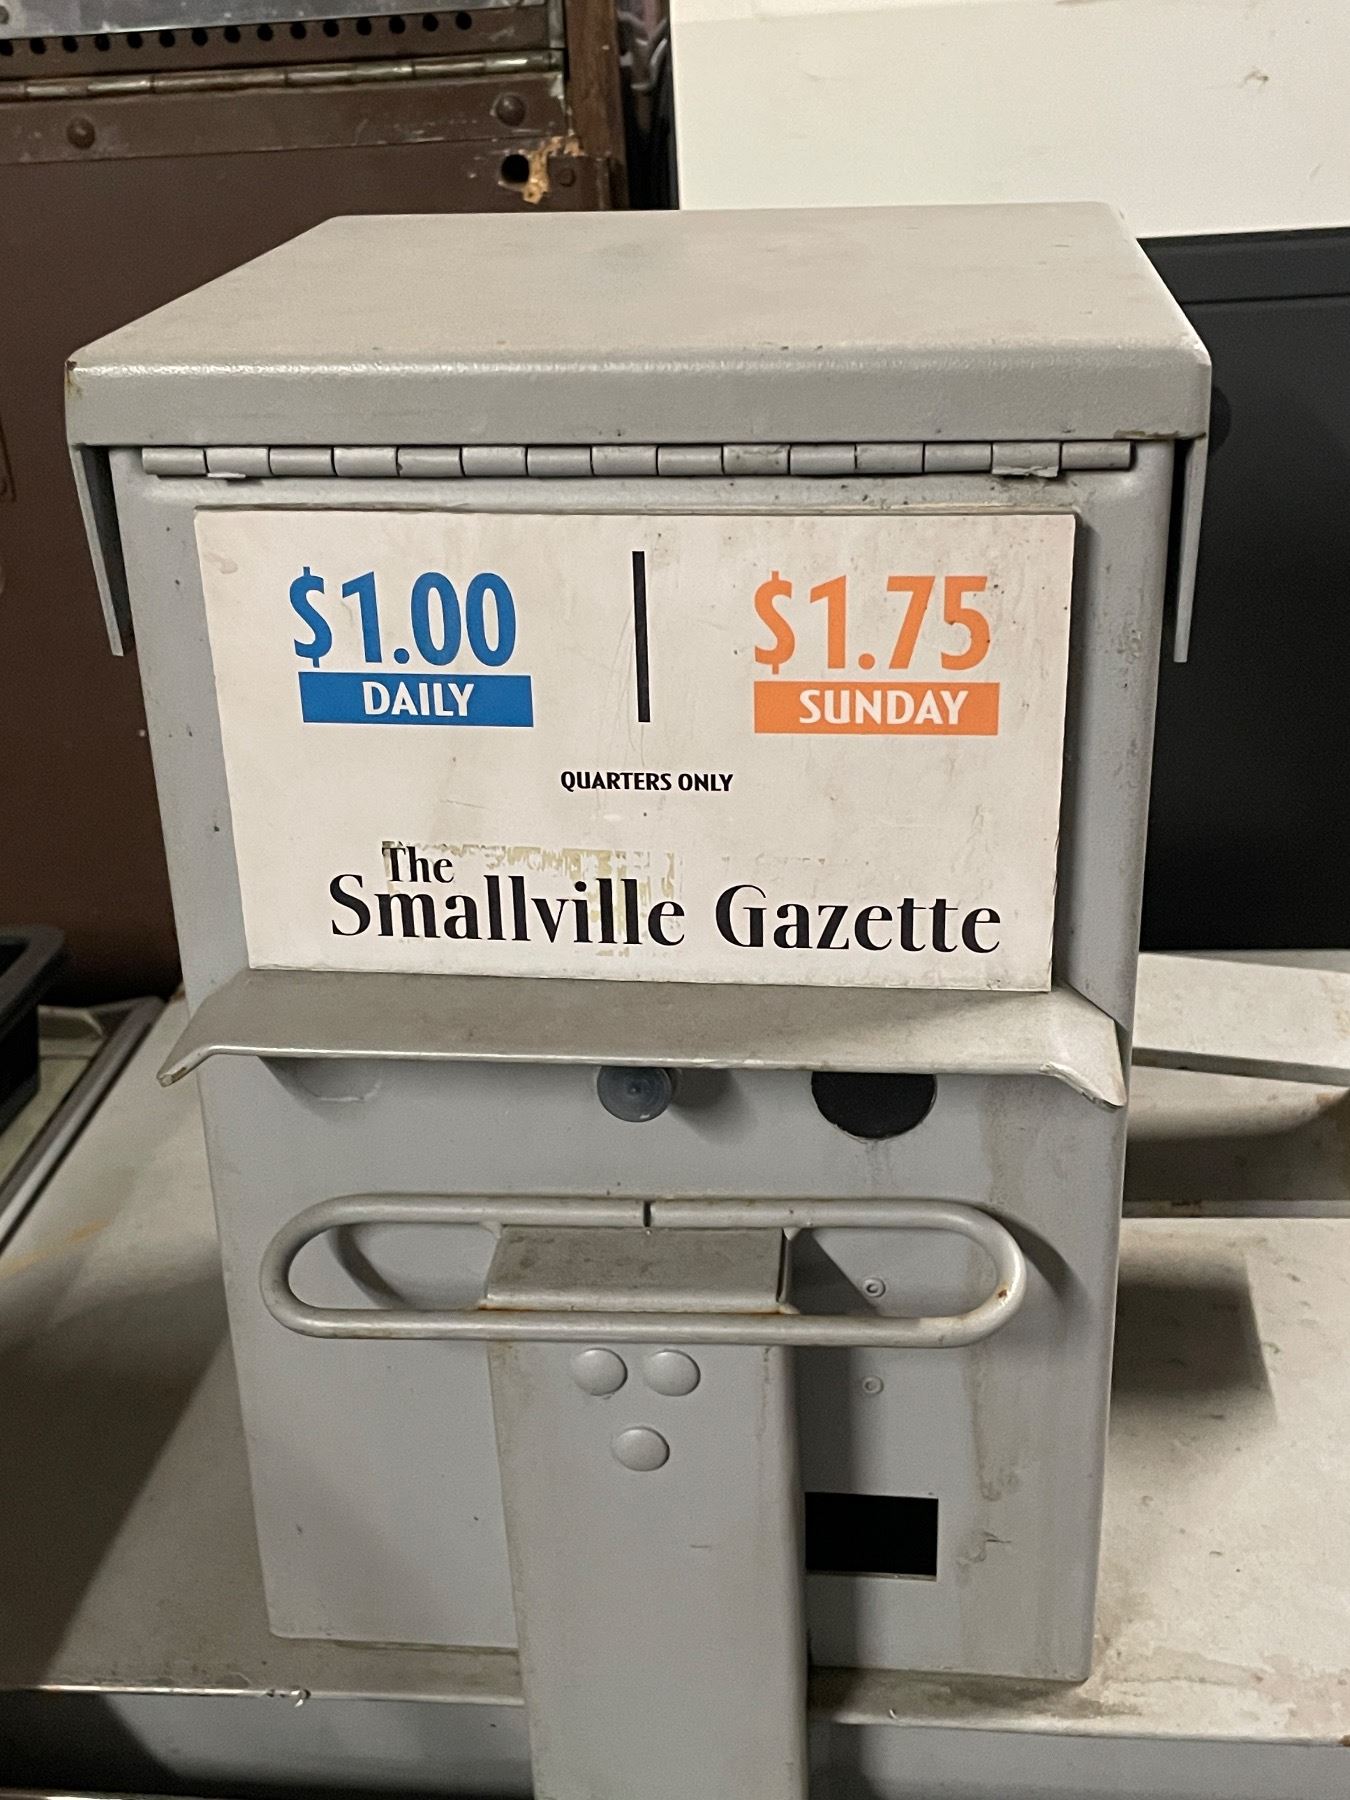 $1.00 $1.75
DAILY SUNDAY
QUARTERS ONLY
The
Smallville Gazette